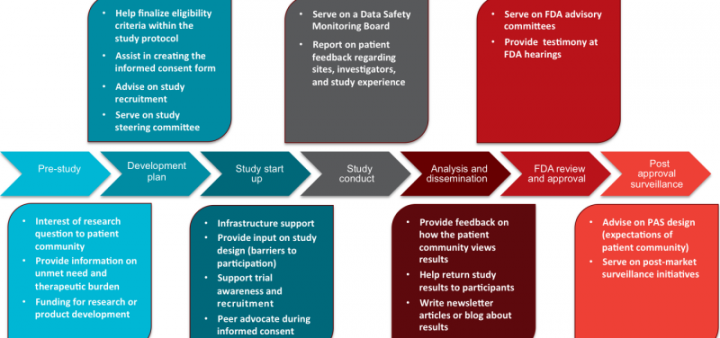 Help finalize eligibility
criteria within the
study protocol
Assist in creating the
informed consent form
Advise on study
recruitment
Serve on study
steering committee
Serve on a Data Safety
Monitoring Board
Report on patient
feedback regarding
sites, investigators,
and study experience
Serve on FDA advisory
committees
Provide testimony at
FDA hearings
Pre-study
Development
plan
Study start
up
Study
conduct
Analysis and
dissemination
FDA review
and approval
Post
approval
surveillance
Interest of research
question to patient
community
Provide information on
unmet need and
therapeutic burden
Funding for research or
product development
Infrastructure support
Provide input on study
design (barriers to
participation)
Support trial
awareness and
recruitment
Peer advocate during
informed consent
Provide feedback on
how the patient
community views
results
Help return study
results to participants
Write newsletter
articles or blog about
results
Advise on PAS design
(expectations of
patient community)
Serve on post-market
surveillance initiatives